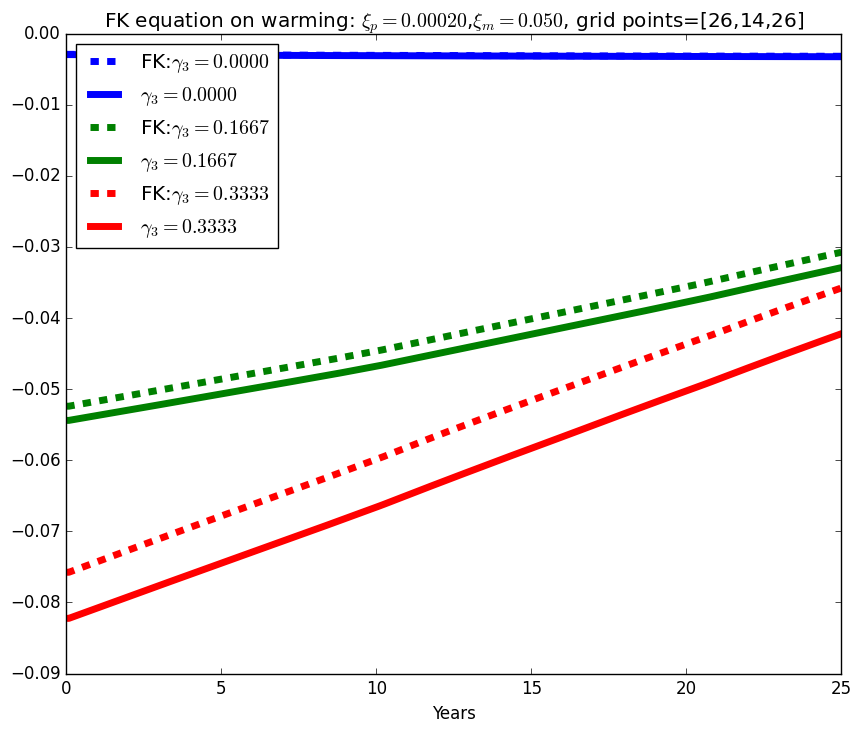 FK equation on warming: ξ_p = 0.00020,ξ_m = 0.050, grid points=[26,14,26]
0.00
−0.01
−0.02
−0.03
−0.04
−0.05
−0.06
−0.07
−0.08
−0.09
FK:γ₃ = 0.0000
γ₃ = 0.0000
FK:γ₃ = 0.1667
γ₃ = 0.1667
FK:γ₃ = 0.3333
γ₃ = 0.3333
0 5 10 15 20 25
Years